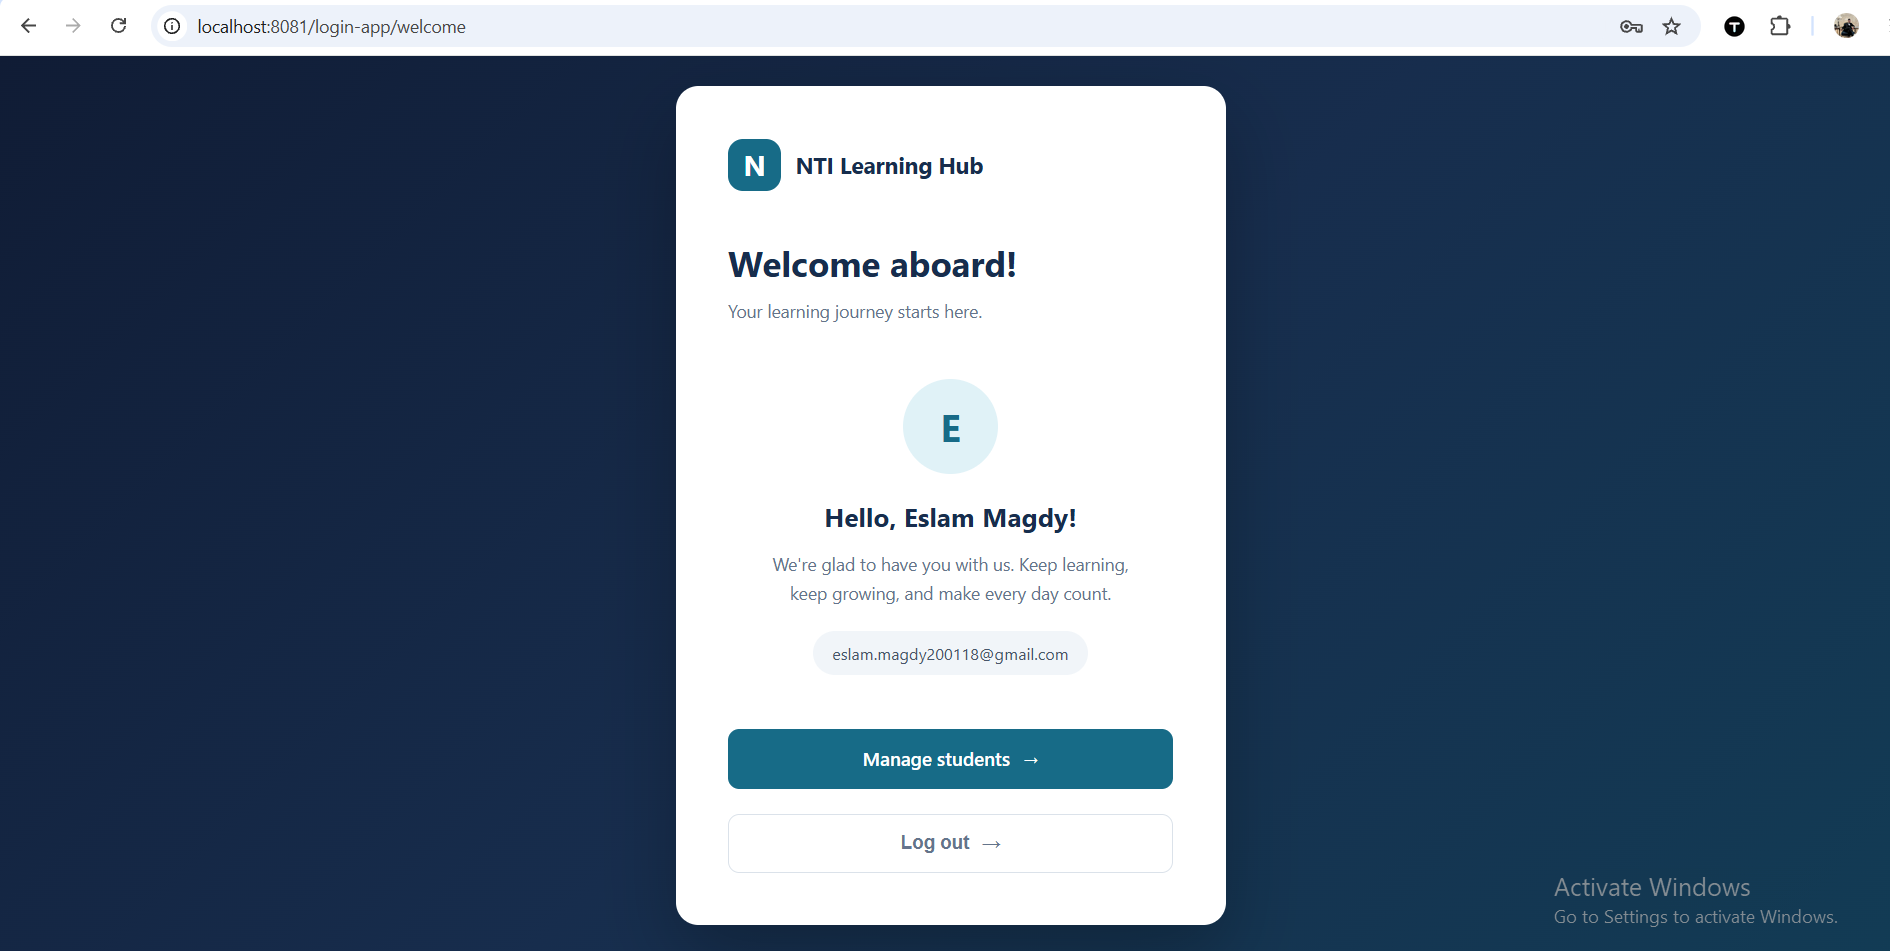 localhost:8081/login-app/welcome
T
N
NTI Learning Hub
Welcome aboard!
Your learning journey starts here.
E
Hello, Eslam Magdy!
We're glad to have you with us. Keep learning,
keep growing, and make every day count.
eslam.magdy200118@gmail.com
Manage students →
Log out →
Activate Windows
Go to Settings to activate Windows.